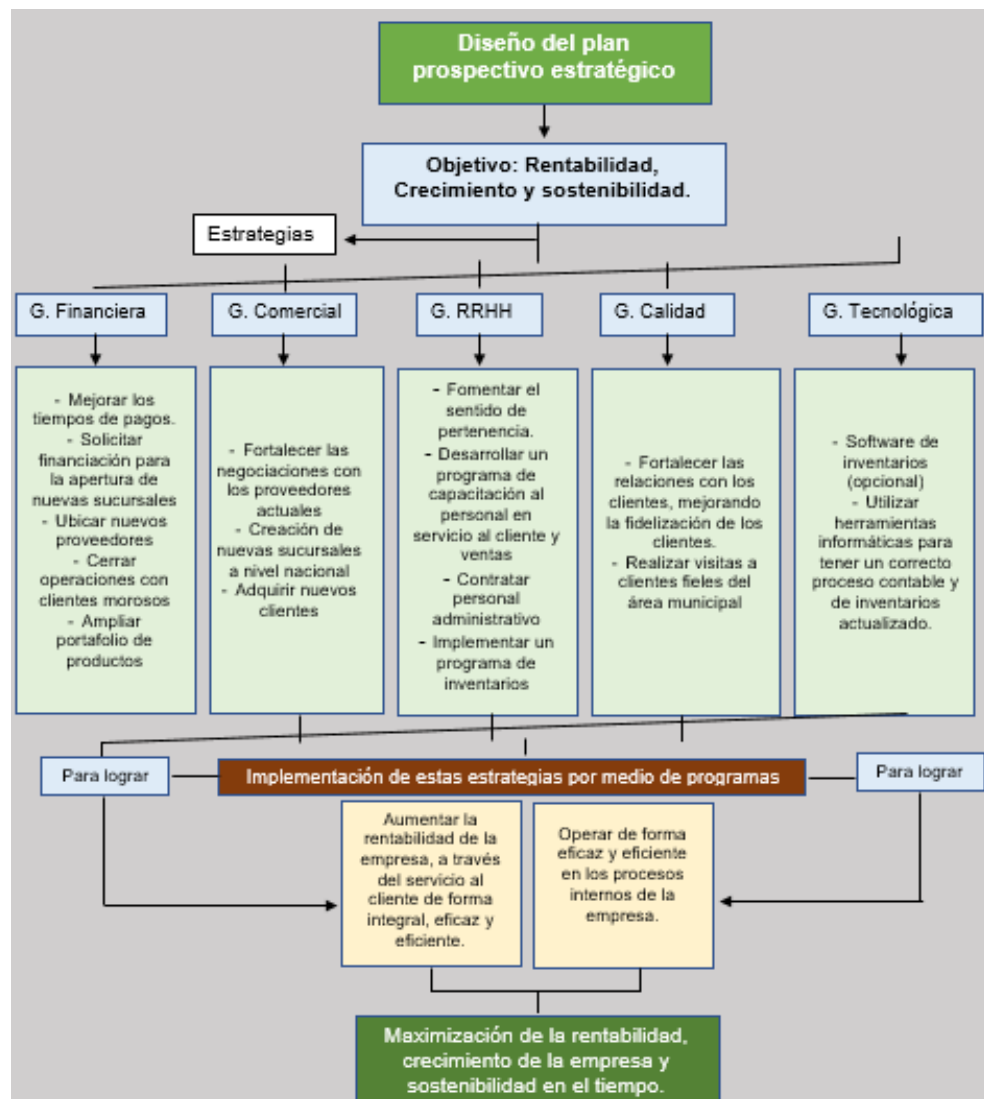 Diseño del plan
prospectivo estratégico
Objetivo: Rentabilidad,
Crecimiento y sostenibilidad.
Estrategias
G. Financiera
G. Comercial
G. RRHH
G. Calidad
G. Tecnológica
- Mejorar los
tiempos de pagos.
- Solicitar
financiación para
la apertura de
nuevas sucursales
- Ubicar nuevos
proveedores
- Cerrar
operaciones con
clientes morosos
- Ampliar
portafolio de
productos
- Fortalecer las
negociaciones con
los proveedores
actuales
- Creación de
nuevas sucursales
a nivel nacional
- Adquirir nuevos
clientes
- Fomentar el
sentido de
pertenencia.
- Desarrollar un
programa de
capacitación al
personal en
servicio al cliente y
ventas
- Contratar
personal
administrativo
- Implementar un
programa de
inventarios
- Fortalecer las
relaciones con los
clientes, mejorando
la fidelización de los
clientes.
- Realizar visitas a
clientes fieles del
área municipal
- Software de
inventarios
(opcional)
- Utilizar
herramientas
informáticas para
tener un correcto
proceso contable y
de inventarios
actualizado.
Para lograr
Implementación de estas estrategias por medio de programas
Para lograr
Aumentar la
rentabilidad de la
empresa, a través
del servicio al
cliente de forma
integral, eficaz y
eficiente.
Operar de forma
eficaz y eficiente
en los procesos
internos de la
empresa.
Maximización de la rentabilidad,
crecimiento de la empresa y
sostenibilidad en el tiempo.